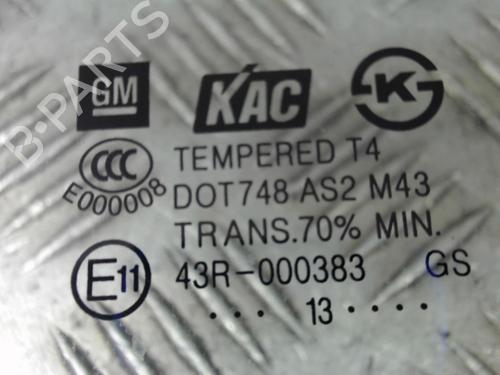 B-PARTS
GM KAC K S
CCC TEMPERED T4
E000008 DOT748 AS2 M43
TRANS.70% MIN.
E11 43R-000383 GS
... 13 ....